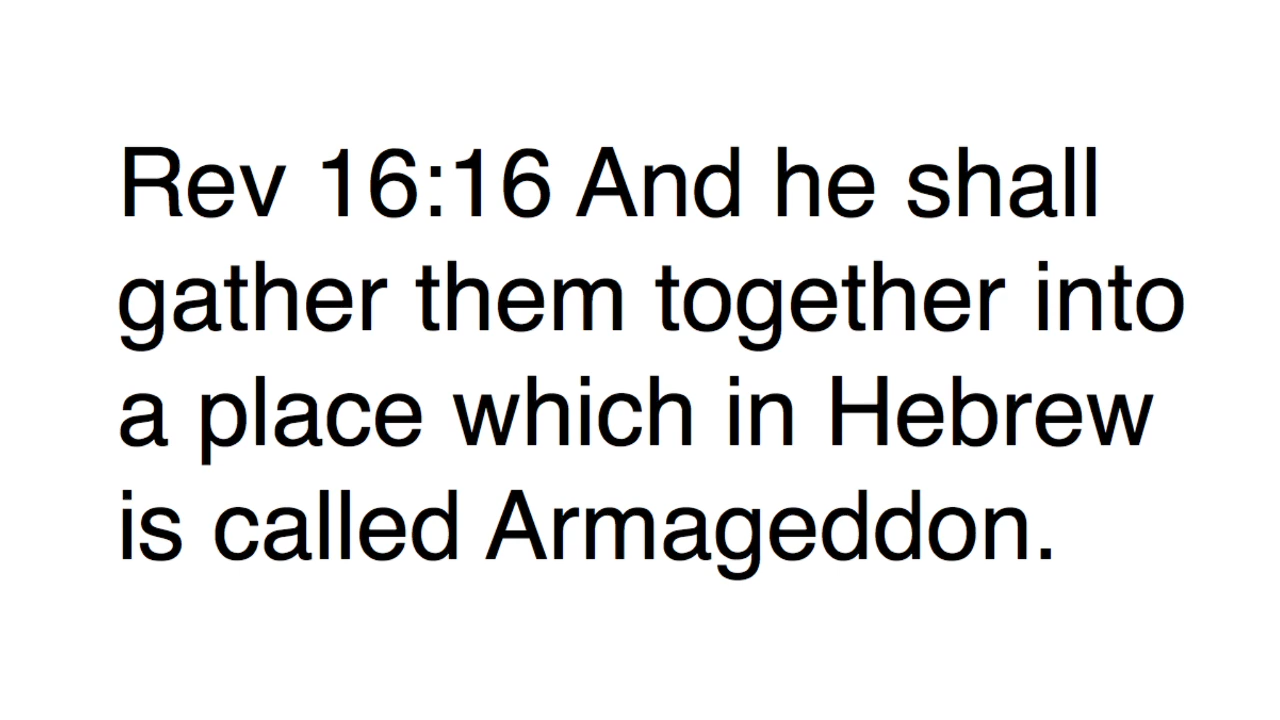 Rev 16:16 And he shall
gather them together into
a place which in Hebrew
is called Armageddon.